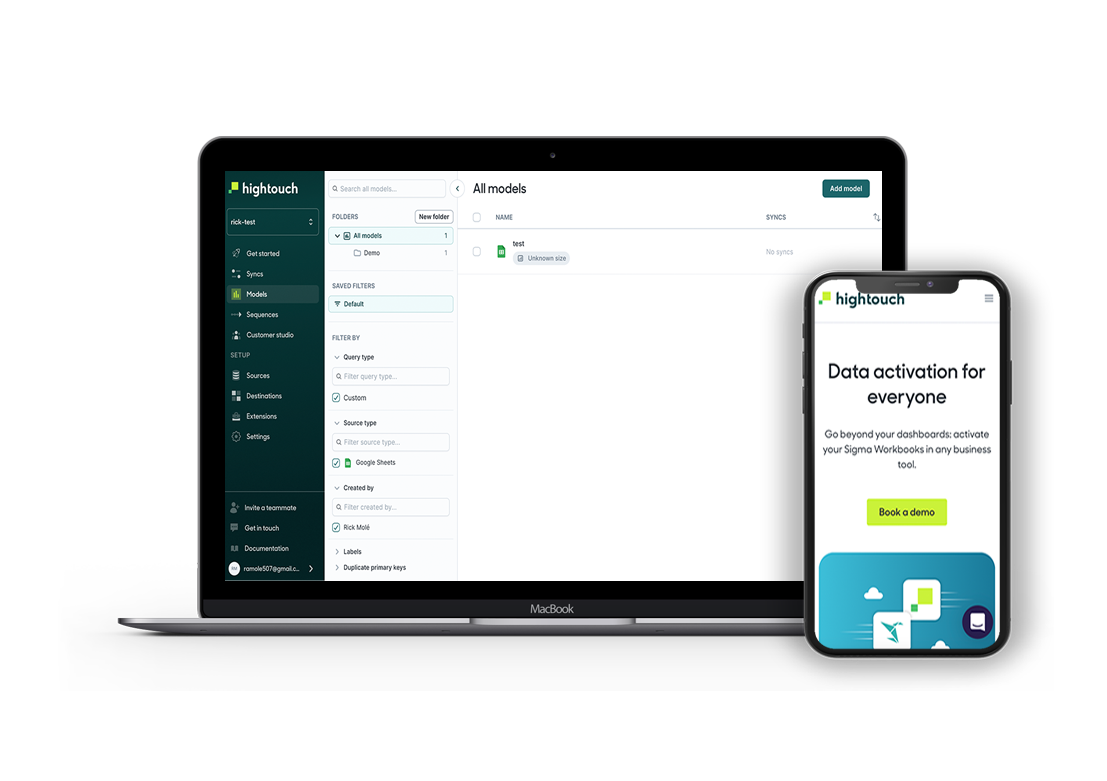 hightouch
rick-test
Get started
Syncs
Models
Sequences
Customer studio
SETUP
Sources
Destinations
Extensions
Settings
Invite a teammate
Get in touch
Documentation
RM
ramole507@gmail.c...
Search all models...
FOLDERS
New folder
All models 1
Demo 1
SAVED FILTERS
Default
FILTER BY
Query type
Filter query type...
Custom
Source type
Filter source type...
Google Sheets
Created by
Filter created by...
Rick Molé
Labels
Duplicate primary keys
All models
Add model
NAME SYNCS
test
Unknown size
No syncs
MacBook
hightouch
Data activation for
everyone
Go beyond your dashboards: activate
your Sigma Workbooks in any business
tool.
Book a demo